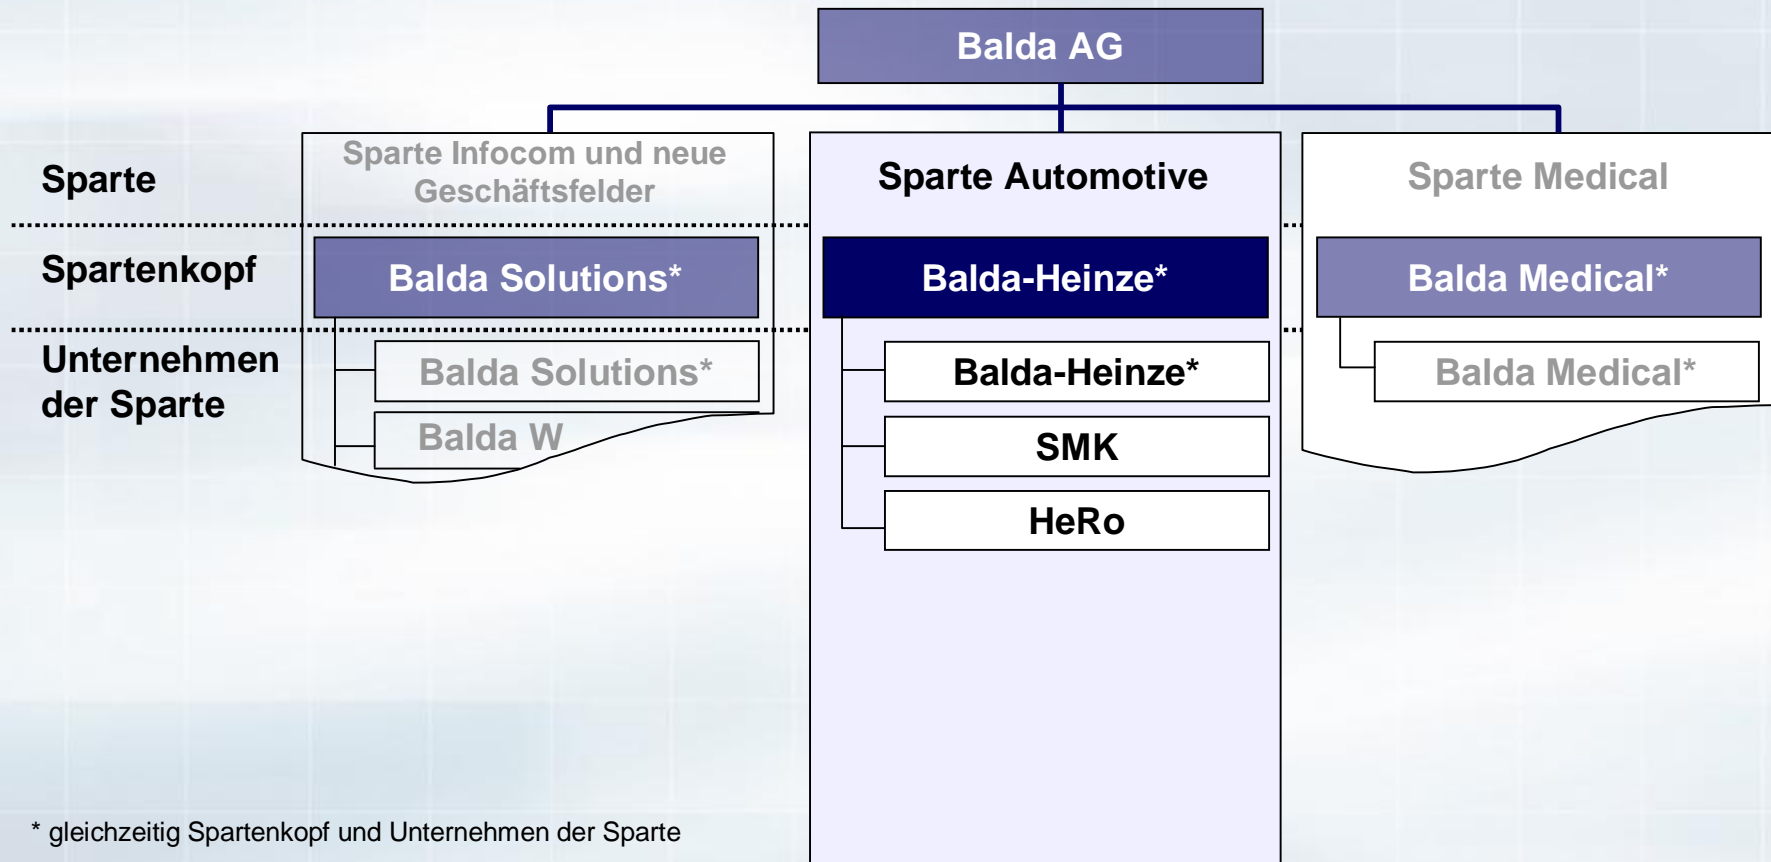 Balda AG
Sparte
Sparte Infocom und neue
Geschäftsfelder
Sparte Automotive
Sparte Medical
Spartenkopf
Balda Solutions*
Balda-Heinze*
Balda Medical*
Unternehmen
der Sparte
Balda Solutions*
Balda-Heinze*
Balda Medical*
Balda W
SMK
HeRo
* gleichzeitig Spartenkopf und Unternehmen der Sparte